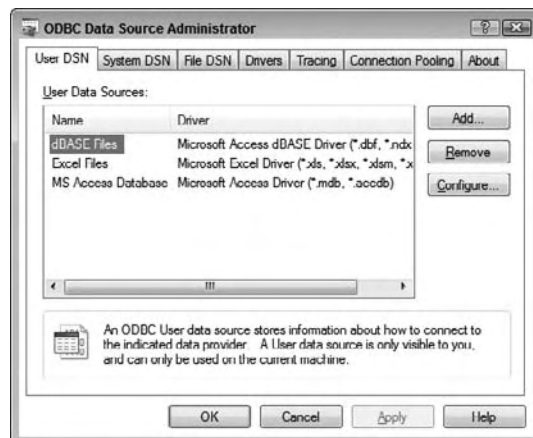 ODBC Data Source Administrator
User DSN System DSN File DSN Drivers Tracing Connection Pooling About
User Data Sources:
Name Driver
Add...
dBASE Files Microsoft Access dBASE Driver (*.dbf, *.ndx
Excel Files Microsoft Excel Driver (*.xls, *.xlsx, *.xlsm, *.x
Remove
MS Access Database Microsoft Access Driver (*.mdb, *.accdb)
Configure...
An ODBC User data source stores information about how to connect to
the indicated data provider. A User data source is only visible to you,
and can only be used on the current machine.
OK Cancel Apply Help